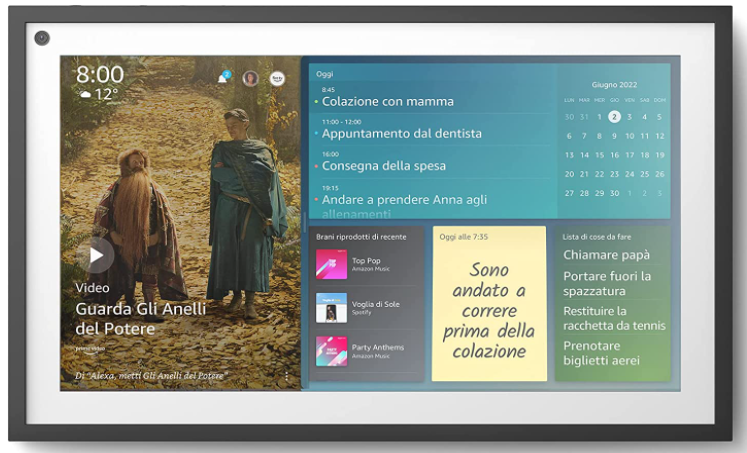 8:00
12°
2
Video
Guarda Gli Anelli
del Potere
prime video
Di "Alexa, metti Gli Anelli del Potere"
Oggi
8:45
Colazione con mamma
11:00 - 12:00
Appuntamento dal dentista
16:00
Consegna della spesa
19:15
Andare a prendere Anna agli
allenamenti
Giugno 2022
LUN MAR MER GIO VEN SAB DOM
30 31 1 2 3 4 5
6 7 8 9 10 11 12
13 14 15 16 17 18 19
20 21 22 23 24 25 26
27 28 29 30 1 2 3
Brani riprodotti di recente
Top Pop
Amazon Music
Voglia di Sole
Spotify
Party Anthems
Amazon Music
Oggi alle 7:35
Sono
andato a
correre
prima della
colazione
Lista di cose da fare
Chiamare papà
Portare fuori la
spazzatura
Restituire la
racchetta da tennis
Prenotare
biglietti aerei